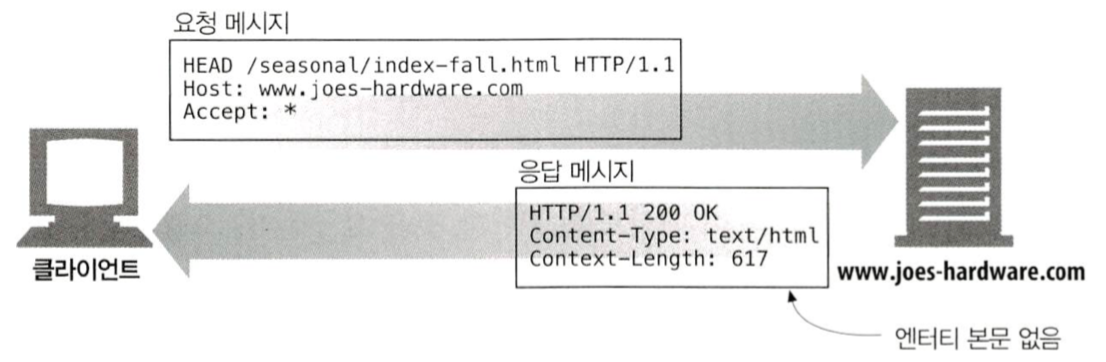 요청 메시지
HEAD /seasonal/index-fall.html HTTP/1.1
Host: www.joes-hardware.com
Accept: *
응답 메시지
HTTP/1.1 200 OK
Content-Type: text/html
Context-Length: 617
클라이언트
www.joes-hardware.com
엔터티 본문 없음